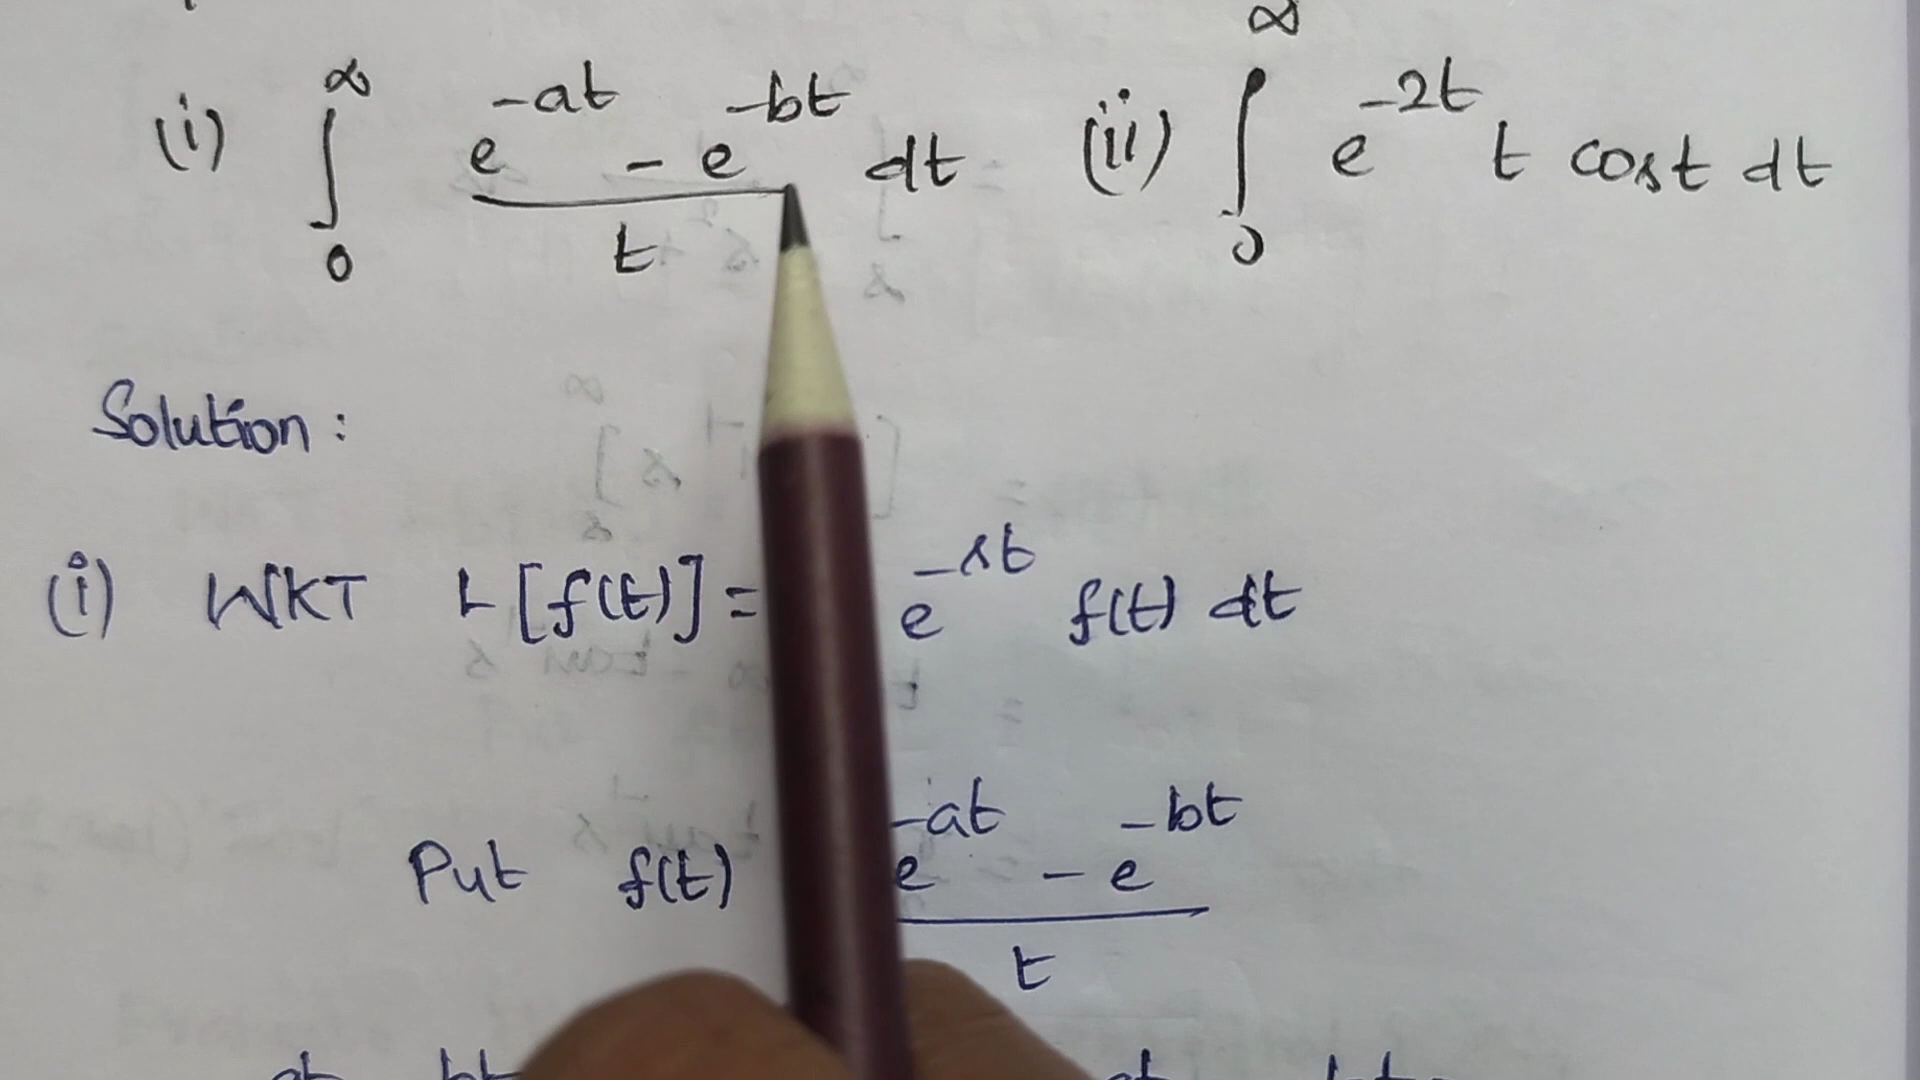 (i) ∫₀^∞ (e^{-at} - e^{-bt})/t dt (ii) ∫₀^∞ e^{-2t} t cost dt
Solution:
(i) WKT L[f(t)] = e^{-st} f(t) dt
Put f(t) (e^{-at} - e^{-bt})/t